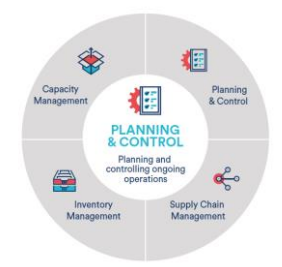 Capacity
Management
Planning
& Control
PLANNING
& CONTROL
Planning and
controlling ongoing
operations
Inventory
Management
Supply Chain
Management